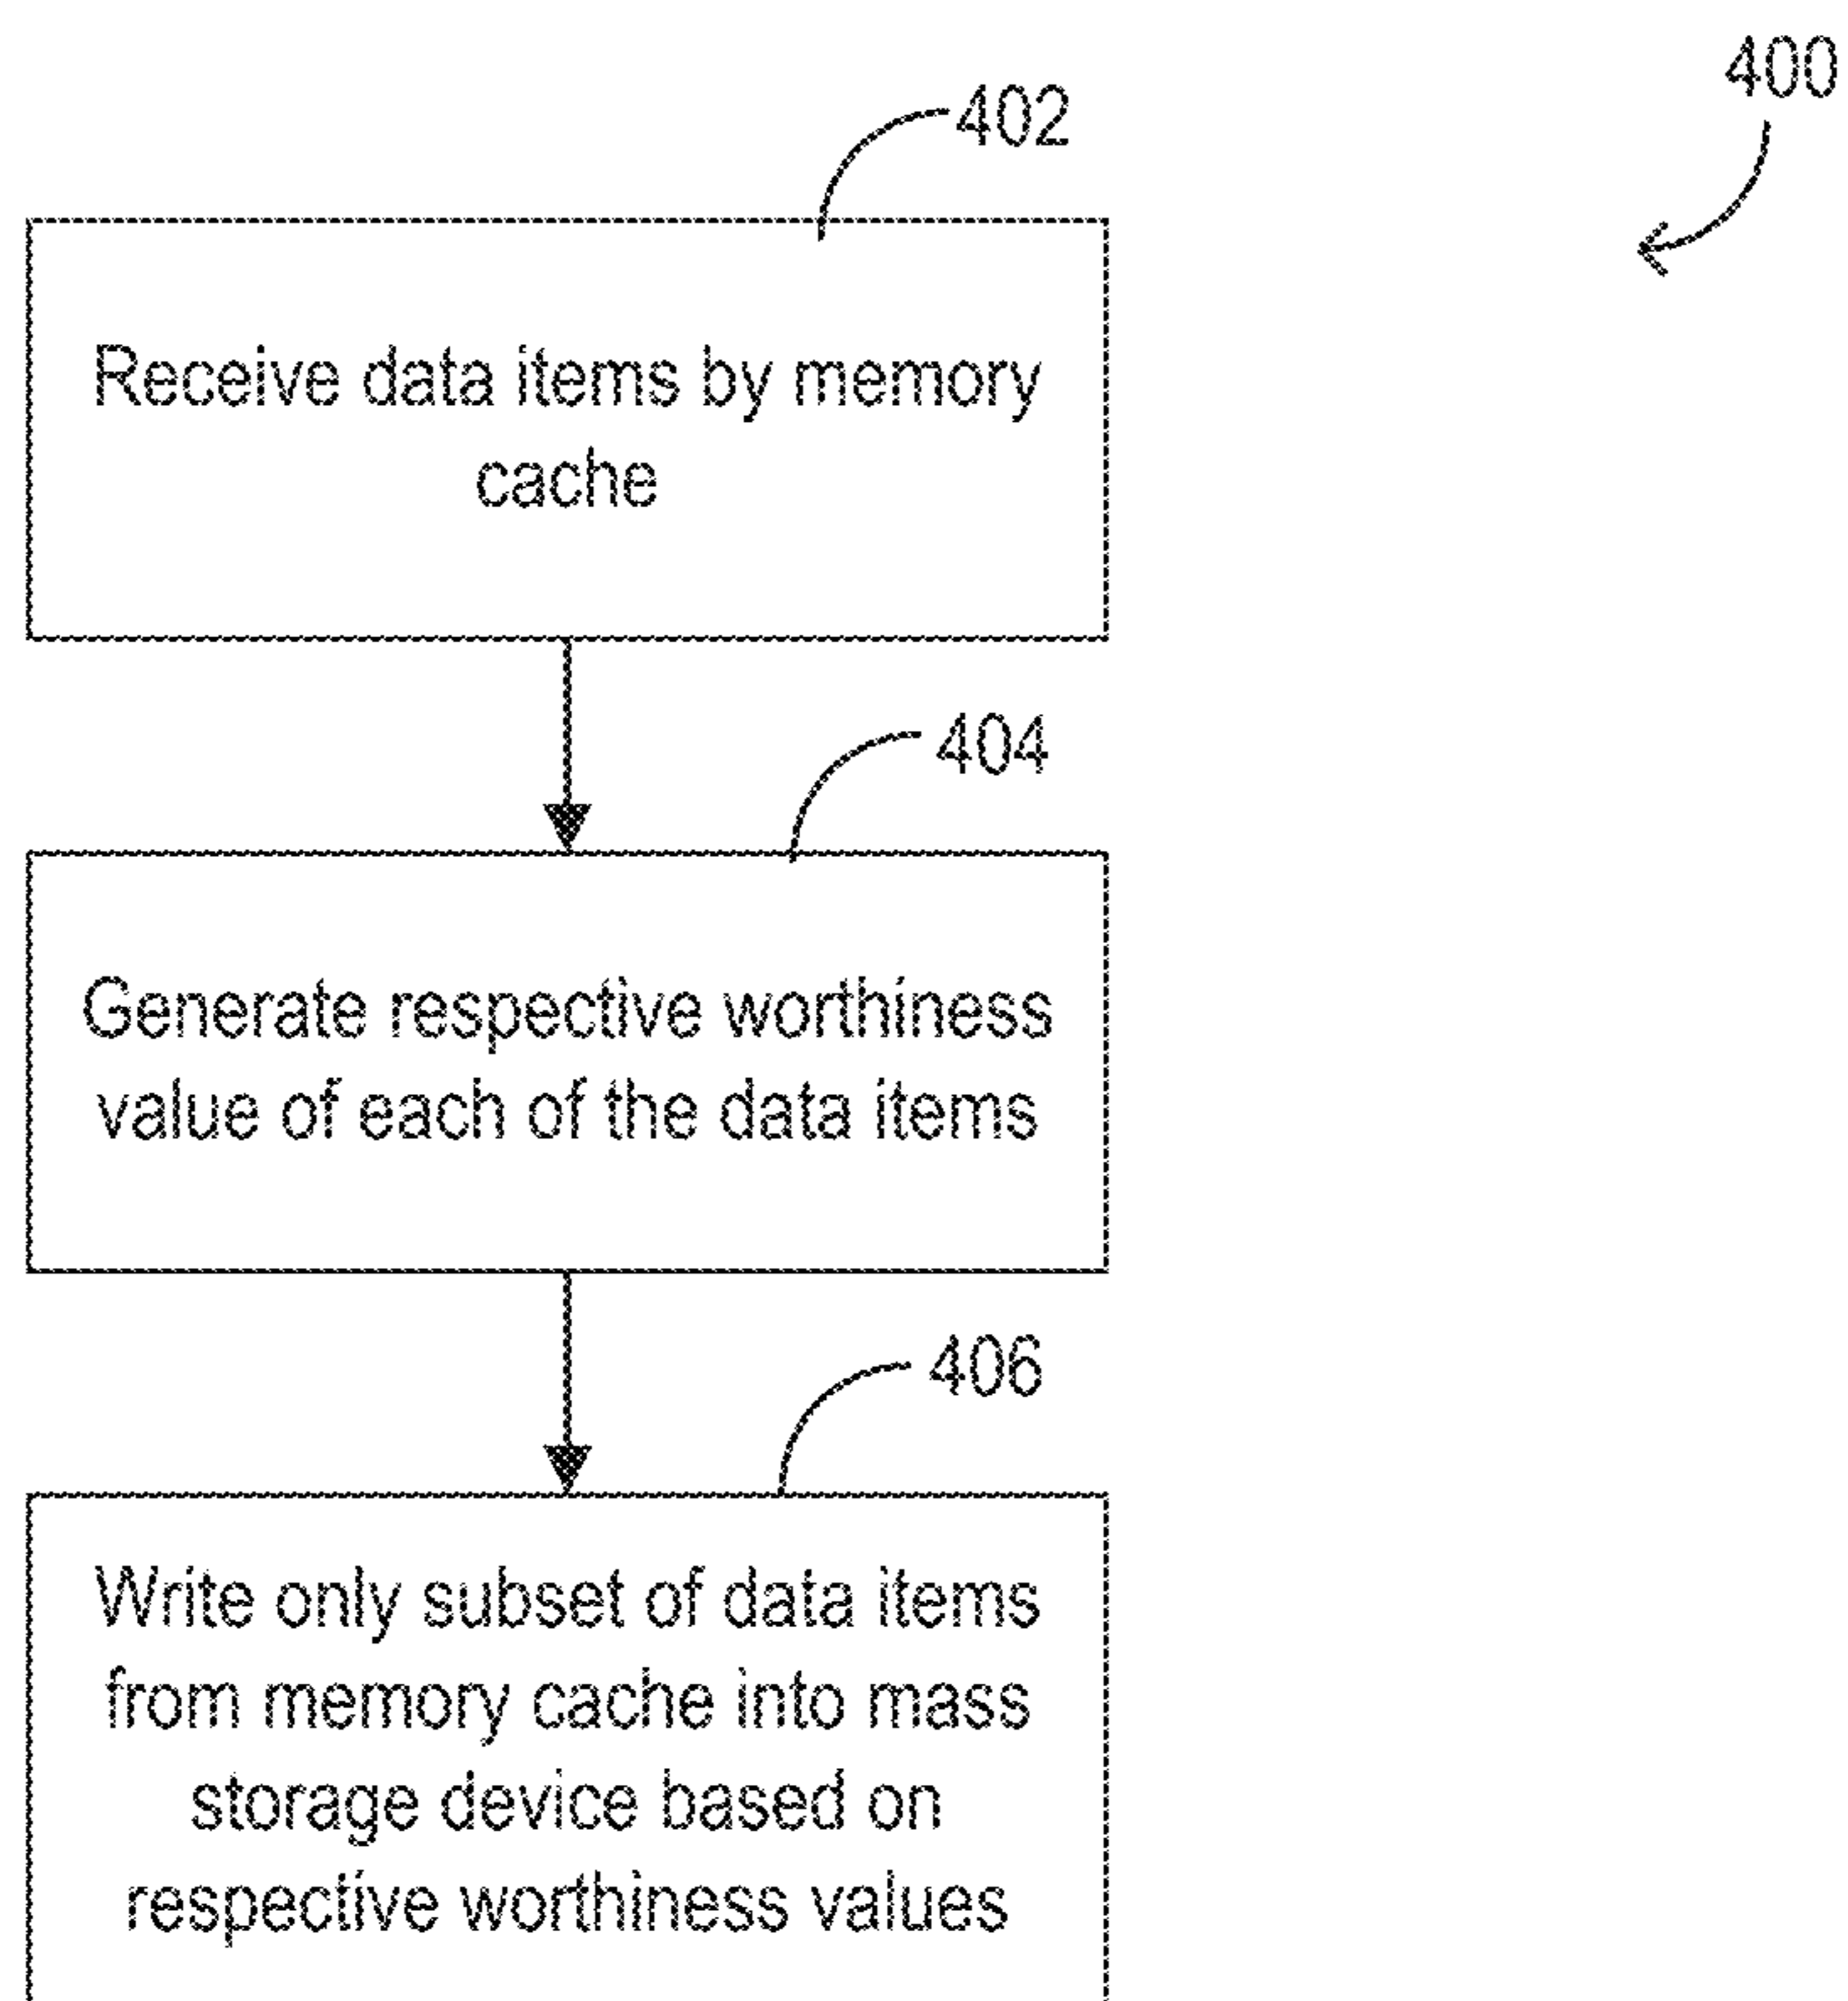 400
402
Receive data items by memory
cache
404
Generate respective worthiness
value of each of the data items
406
Write only subset of data items
from memory cache into mass
storage device based on
respective worthiness values